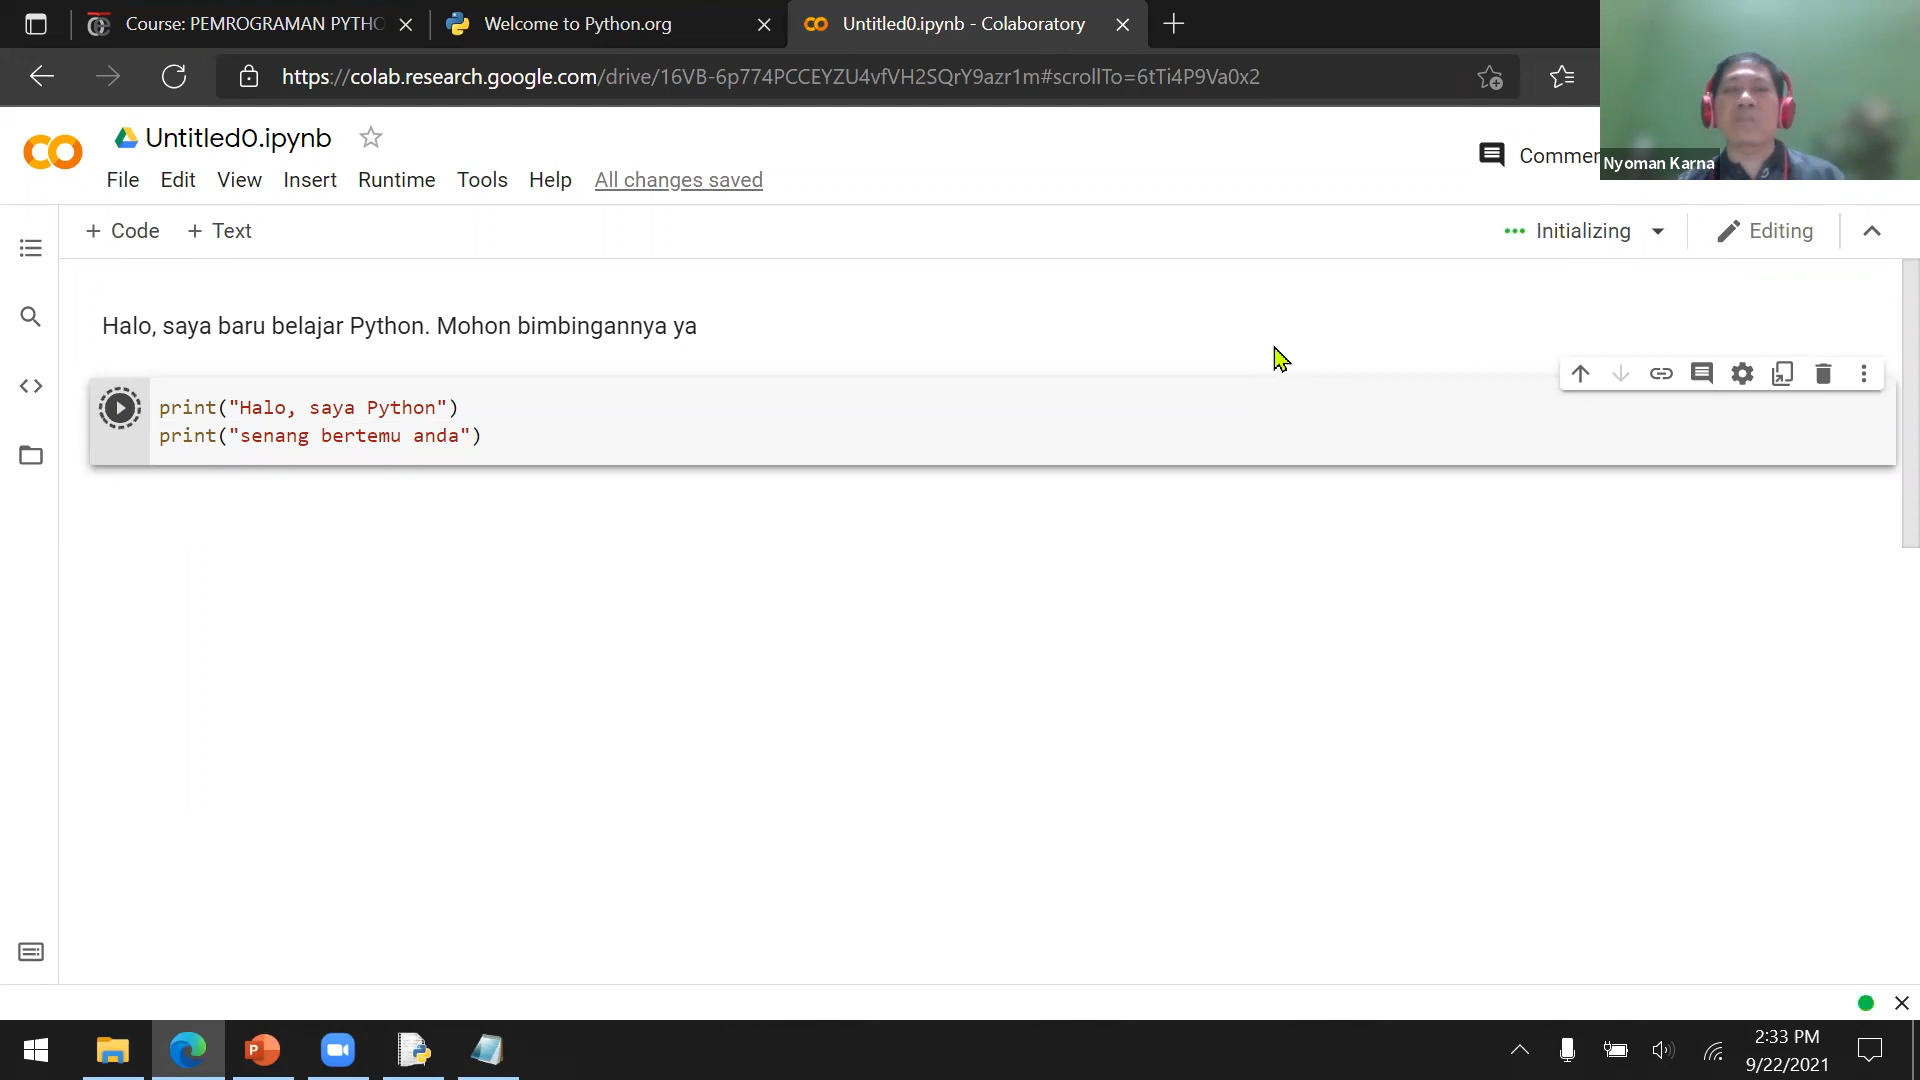 Course: PEMROGRAMAN PYTHO
Welcome to Python.org
Untitled0.ipynb - Colaboratory
https://colab.research.google.com/drive/16VB-6p774PCCEYZU4vfVH2SQrY9azr1m#scrollTo=6tTi4P9Va0x2
Untitled0.ipynb
Commen
Nyoman Karna
File Edit View Insert Runtime Tools Help All changes saved
+ Code + Text
Initializing
Editing
Halo, saya baru belajar Python. Mohon bimbingannya ya
print("Halo, saya Python")
print("senang bertemu anda")
2:33 PM
9/22/2021